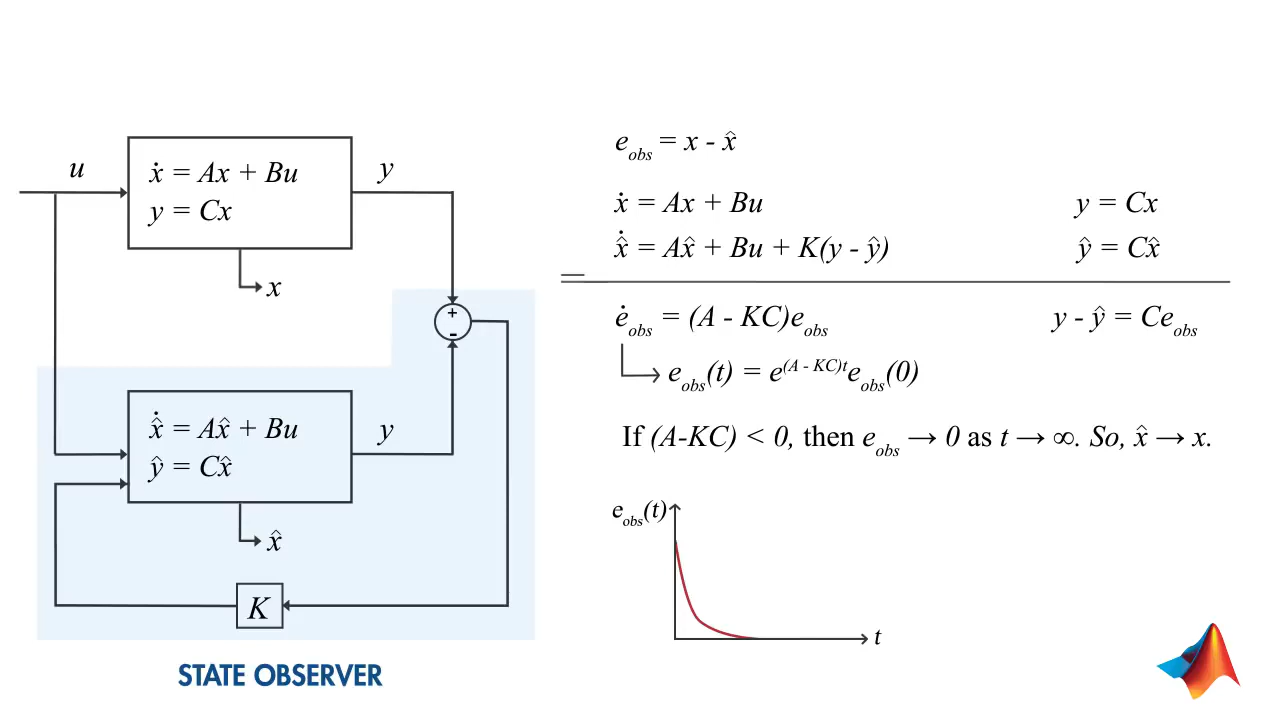 u
ẋ = Ax + Bu
y = Cx
y
x
+
-
x̂̇ = Ax̂ + Bu
ŷ = Cx̂
y
x̂
K
STATE OBSERVER
e_obs = x - x̂
ẋ = Ax + Bu y = Cx
x̂̇ = Ax̂ + Bu + K(y - ŷ) ŷ = Cx̂
ė_obs = (A - KC)e_obs y - ŷ = Ce_obs
e_obs(t) = e^(A - KC)t e_obs(0)
If (A-KC) < 0, then e_obs → 0 as t → ∞. So, x̂ → x.
e_obs(t)
t